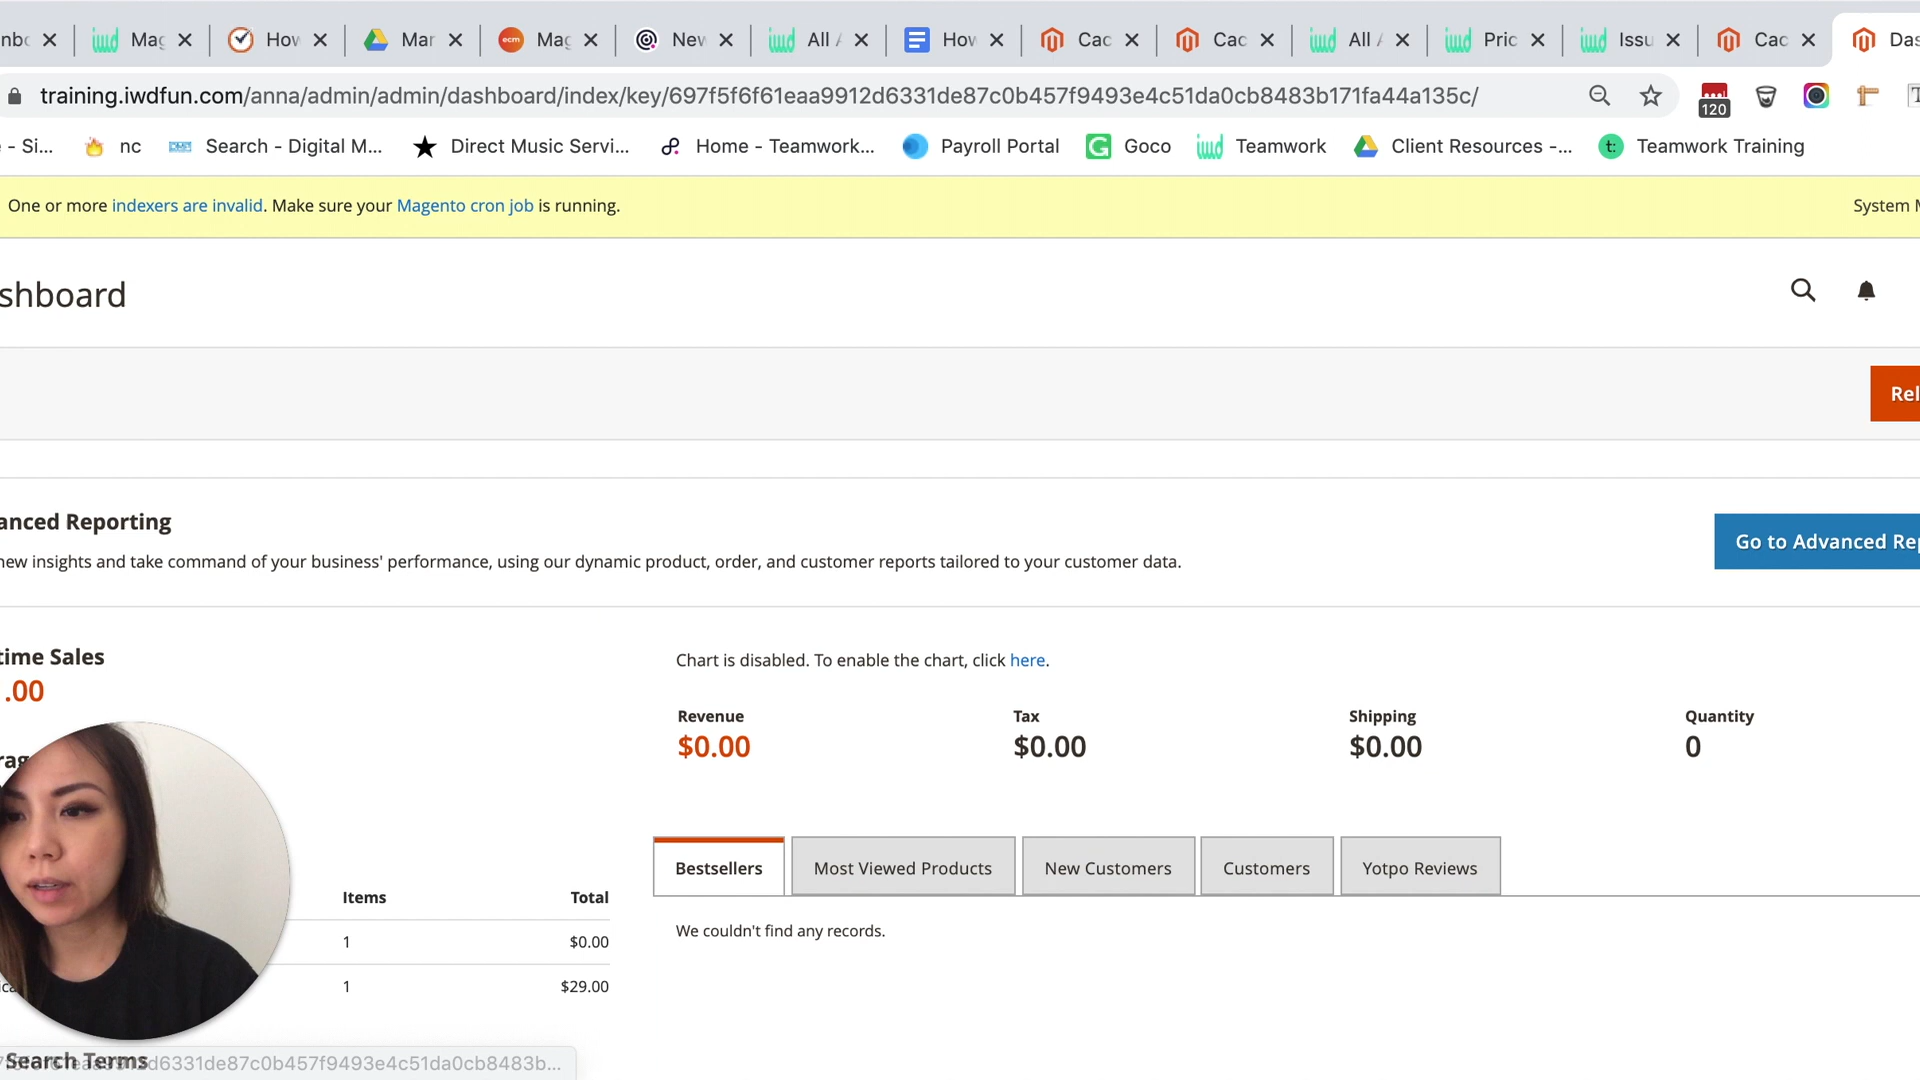 Mag How Mar Mag New All How Cac Cac All Pric Issu Cac Das
training.iwdfun.com/anna/admin/admin/dashboard/index/key/697f5f6f61eaa9912d6331de87c0b457f9493e4c51da0cb8483b171fa44a135c/
120
- Si... nc Search - Digital M... Direct Music Servi... Home - Teamwork... Payroll Portal Goco Teamwork Client Resources -... Teamwork Training
One or more indexers are invalid. Make sure your Magento cron job is running.
System M
shboard
Rel
anced Reporting
new insights and take command of your business' performance, using our dynamic product, order, and customer reports tailored to your customer data.
Go to Advanced Rep
time Sales
.00
Chart is disabled. To enable the chart, click here.
Revenue Tax Shipping Quantity
$0.00 $0.00 $0.00 0
rag
Bestsellers Most Viewed Products New Customers Customers Yotpo Reviews
We couldn't find any records.
Items Total
1 $0.00
1 $29.00
Search Terms
d6331de87c0b457f9493e4c51da0cb8483b...